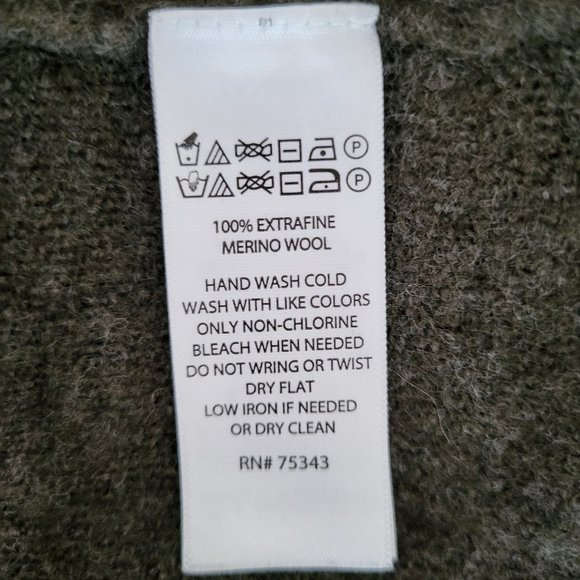 P P
100% EXTRAFINE
MERINO WOOL
HAND WASH COLD
WASH WITH LIKE COLORS
ONLY NON-CHLORINE
BLEACH WHEN NEEDED
DO NOT WRING OR TWIST
DRY FLAT
LOW IRON IF NEEDED
OR DRY CLEAN
RN# 75343